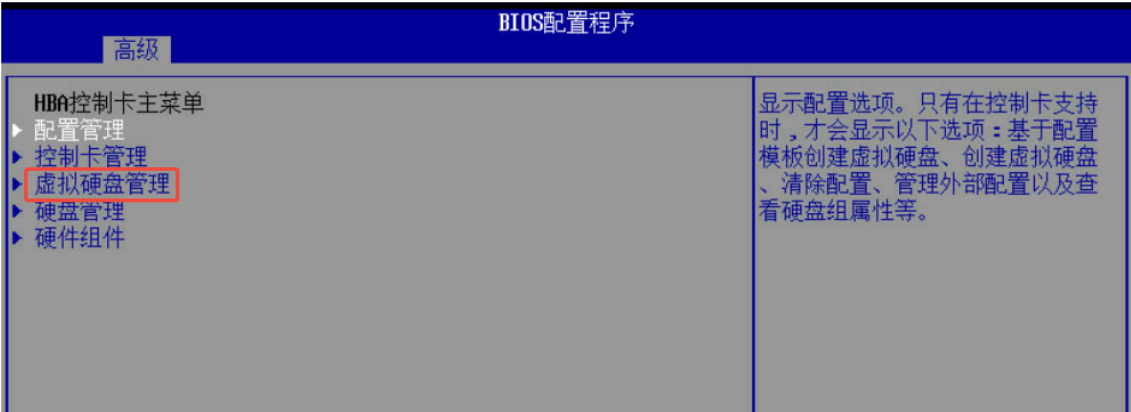 BIOS配置程序
高级
HBA控制卡主菜单
配置管理
控制卡管理
虚拟硬盘管理
硬盘管理
硬件组件
显示配置选项。只有在控制卡支持
时，才会显示以下选项：基于配置
模板创建虚拟硬盘、创建虚拟硬盘
、清除配置、管理外部配置以及查
看硬盘组属性等。